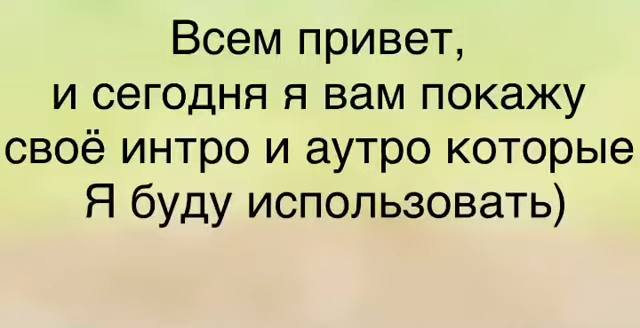 Всем привет,
и сегодня я вам покажу
своё интро и аутро которые
Я буду использовать)